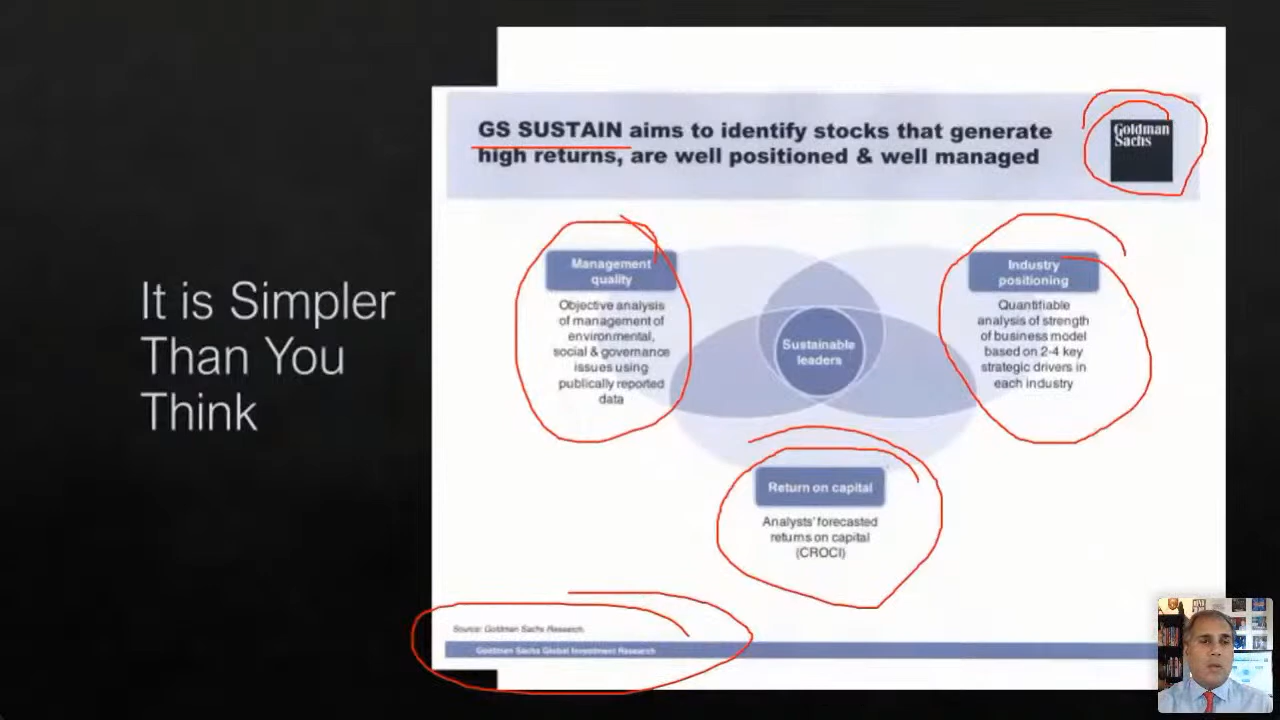 It is Simpler
Than You
Think
GS SUSTAIN aims to identify stocks that generate
high returns, are well positioned & well managed
Goldman
Sachs
Management
quality
Objective analysis
of management of
environmental,
social & governance
issues using
publically reported
data
Sustainable
leaders
Industry
positioning
Quantifiable
analysis of strength
of business model
based on 2-4 key
strategic drivers in
each industry
Return on capital
Analysts' forecasted
returns on capital
(CROCI)
Source: Goldman Sachs Research.
Goldman Sachs Global Investment Research